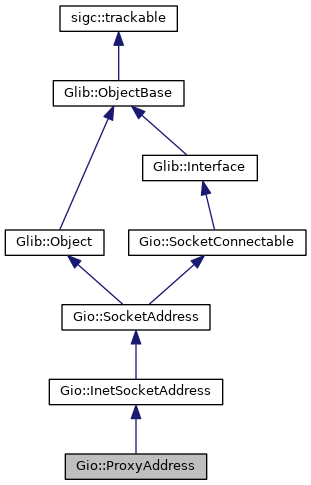 sigc::trackable
Glib::ObjectBase
Glib::Interface
Glib::Object
Gio::SocketConnectable
Gio::SocketAddress
Gio::InetSocketAddress
Gio::ProxyAddress